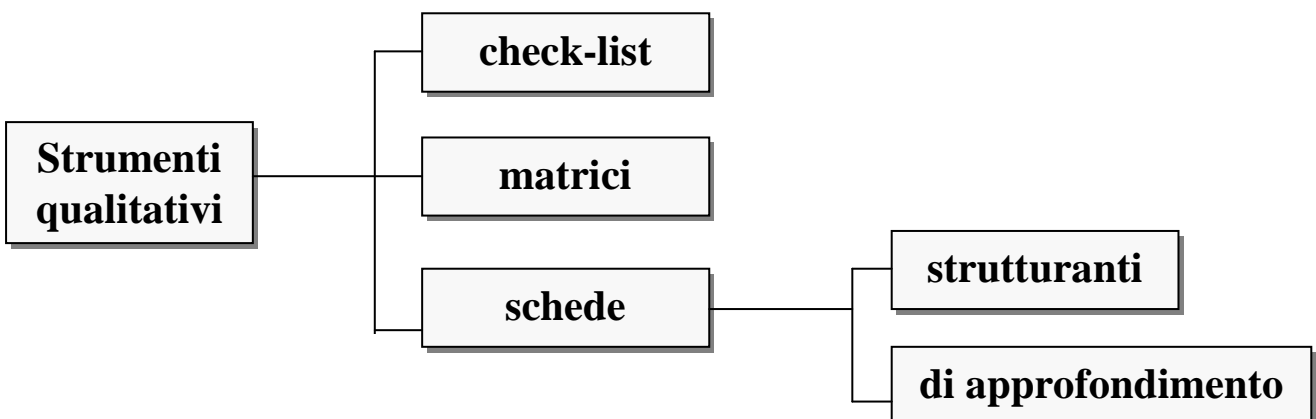 check-list
Strumenti
qualitativi
matrici
schede
strutturanti
di approfondimento